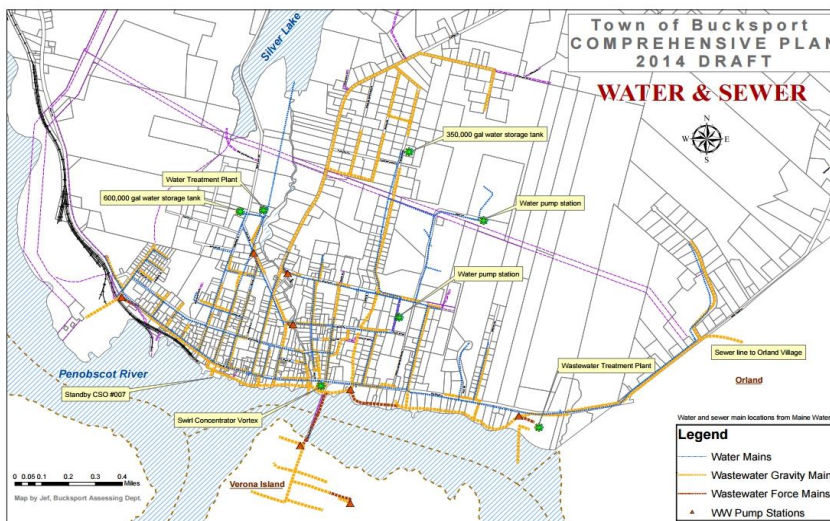 Town of Bucksport
COMPREHENSIVE PLAN
2014 DRAFT
WATER & SEWER
Silver Lake
N
W
E
S
350,000 gal water storage tank
Water Treatment Plant
600,000 gal water storage tank
Water pump station
Water pump station
Sewer line to Orland Village
Wastewater Treatment Plant
Orland
Penobscot River
Standby CSO #007
Swirl Concentrator Vortex
Verona Island
Water and sewer main locations from Maine Water
Legend
Water Mains
Wastewater Gravity Main
Wastewater Force Mains
WW Pump Stations
0 0.05 0.1 0.2 0.3 0.4
Miles
Map by Jef, Bucksport Assessing Dept.